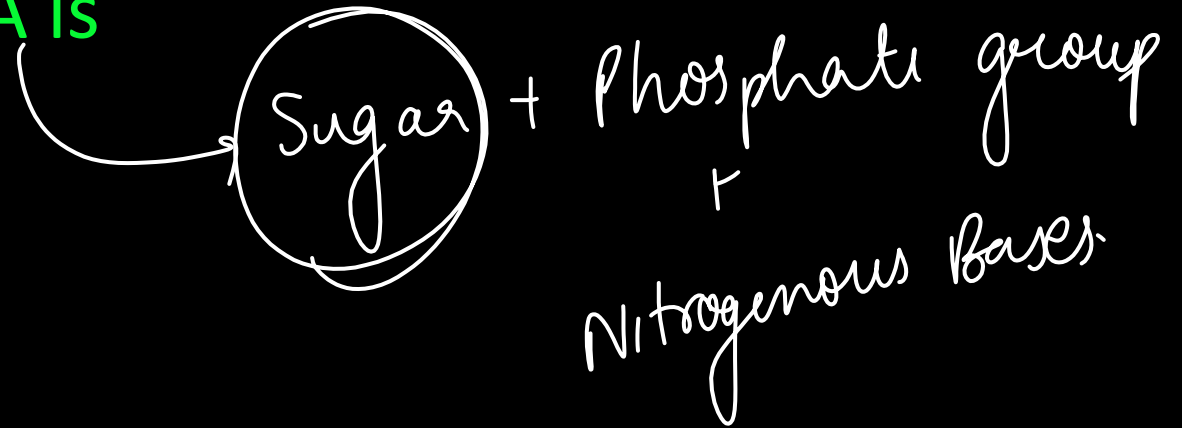 A is
Sugar + Phosphate group
+
Nitrogenous Bases.